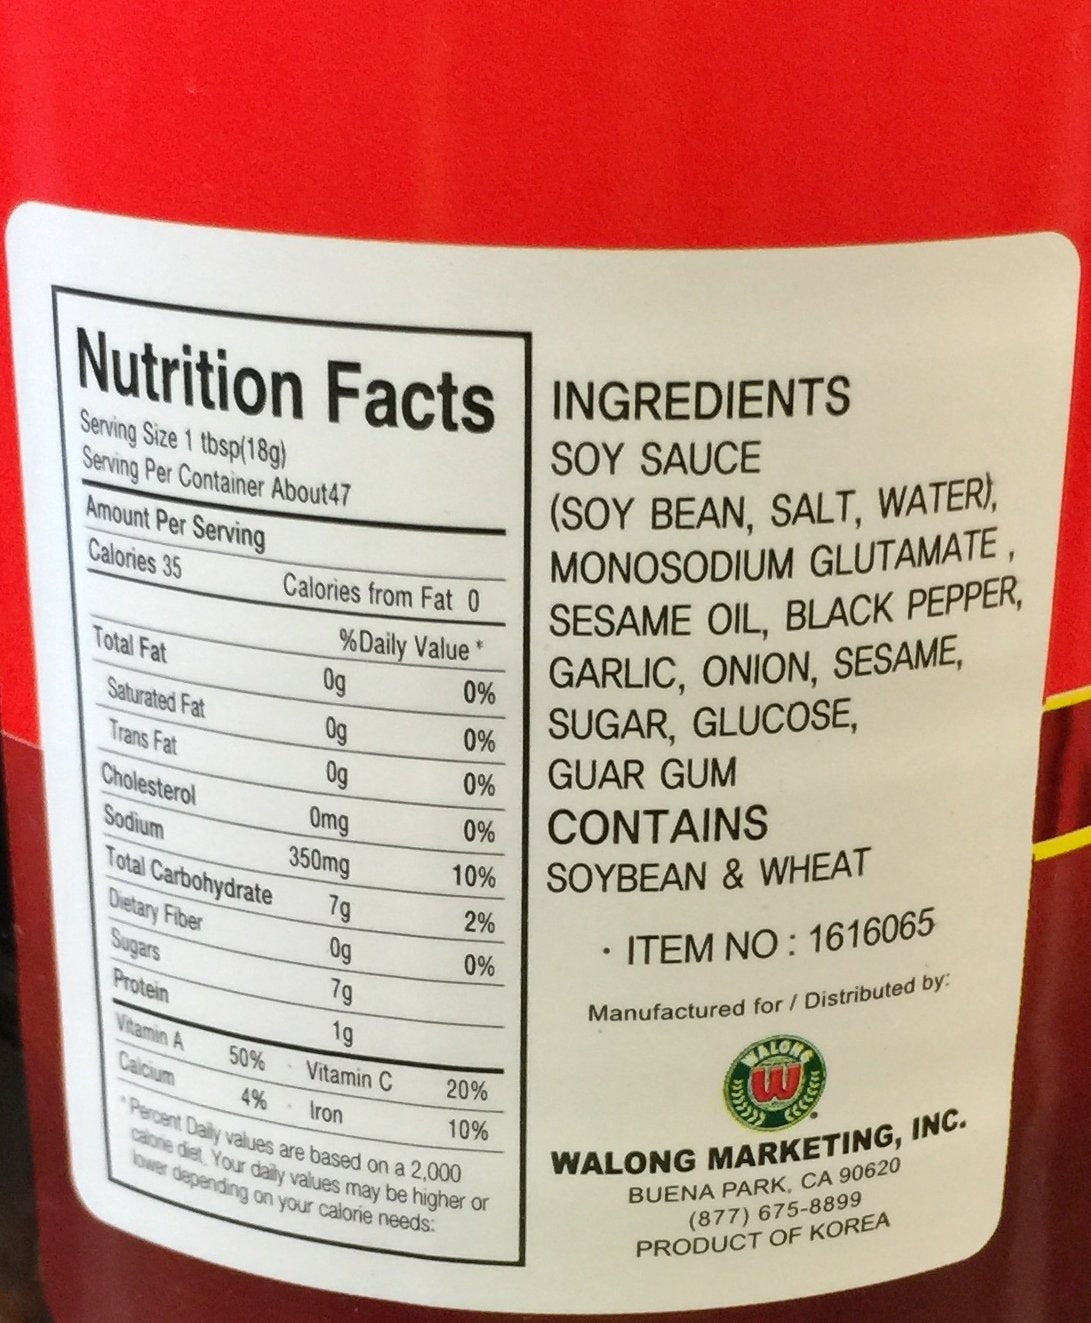 Nutrition Facts
Serving Size 1 tbsp(18g)
Serving Per Container About47
Amount Per Serving
Calories 35 Calories from Fat 0
%Daily Value *
Total Fat 0g 0%
Saturated Fat 0g 0%
Trans Fat 0g 0%
Cholesterol 0mg 0%
Sodium 350mg 10%
Total Carbohydrate 7g 2%
Dietary Fiber 0g 0%
Sugars 7g
Protein 1g
Vitamin A 50% · Vitamin C 20%
Calcium 4% · Iron 10%
* Percent Daily values are based on a 2,000
calorie diet. Your daily values may be higher or
lower depending on your calorie needs:
INGREDIENTS
SOY SAUCE
(SOY BEAN, SALT, WATER),
MONOSODIUM GLUTAMATE ,
SESAME OIL, BLACK PEPPER,
GARLIC, ONION, SESAME,
SUGAR, GLUCOSE,
GUAR GUM
CONTAINS
SOYBEAN & WHEAT
· ITEM NO : 1616065
Manufactured for / Distributed by:
WALONG
W
WALONG MARKETING, INC.
BUENA PARK, CA 90620
(877) 675-8899
PRODUCT OF KOREA